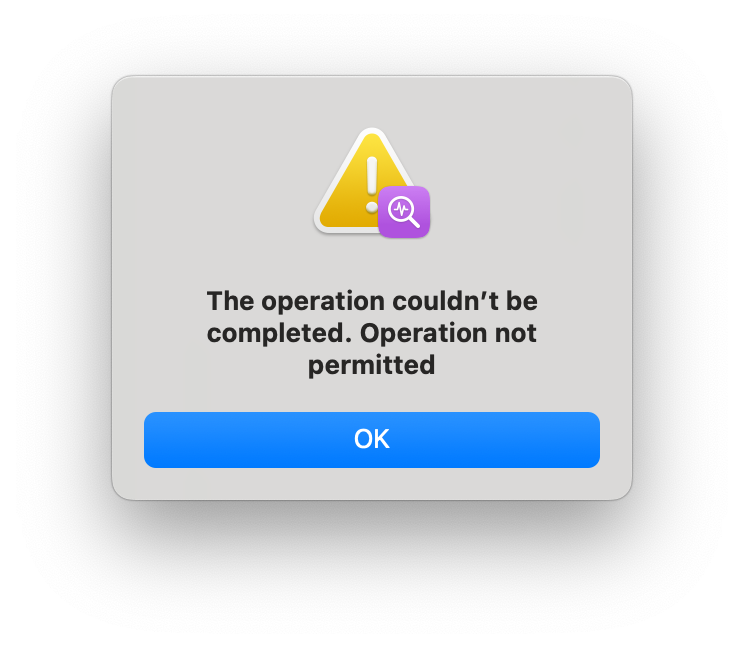 The operation couldn’t be
completed. Operation not
permitted
OK